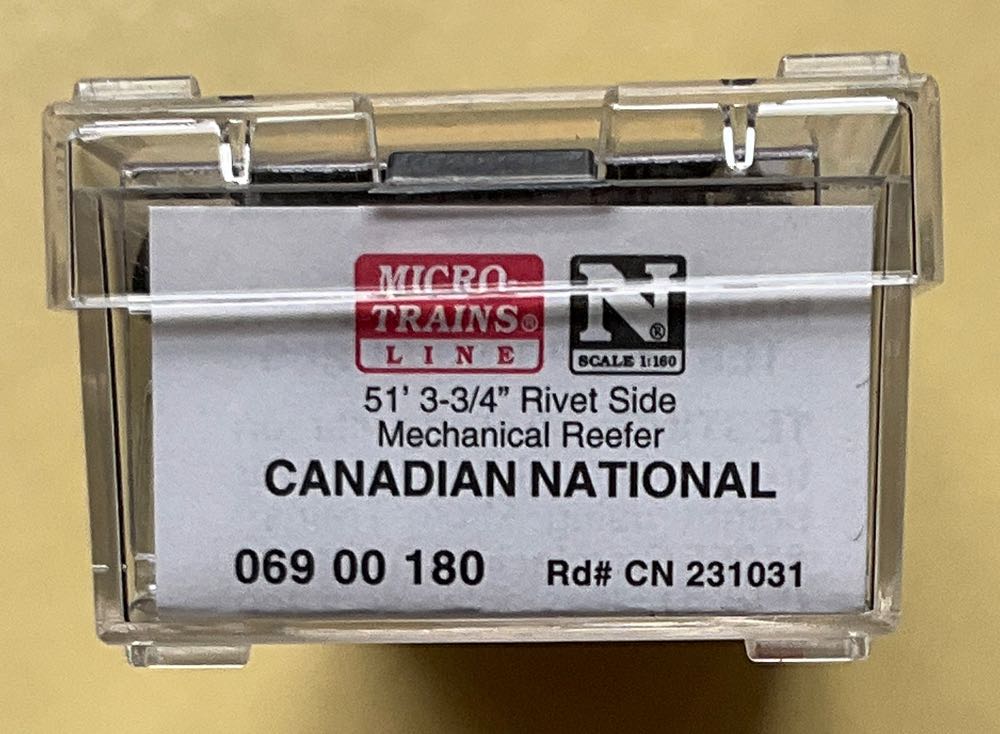 MICRO-
TRAINS®
LINE
N®
SCALE 1:160
51' 3-3/4” Rivet Side
Mechanical Reefer
CANADIAN NATIONAL
069 00 180 Rd# CN 231031